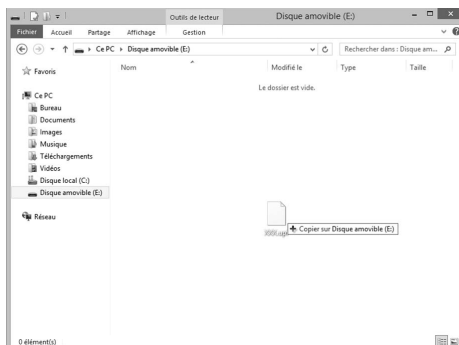 Outils de lecteur
Disque amovible (E:)
Fichier Accueil Partage Affichage Gestion
Ce PC Disque amovible (E:)
Rechercher dans : Disque am...
Nom Modifié le Type Taille
Le dossier est vide.
Favoris
Ce PC
Bureau
Documents
Images
Musique
Téléchargements
Vidéos
Disque local (C:)
Disque amovible (E:)
Réseau
Copier sur Disque amovible (E:)
0 élément(s)